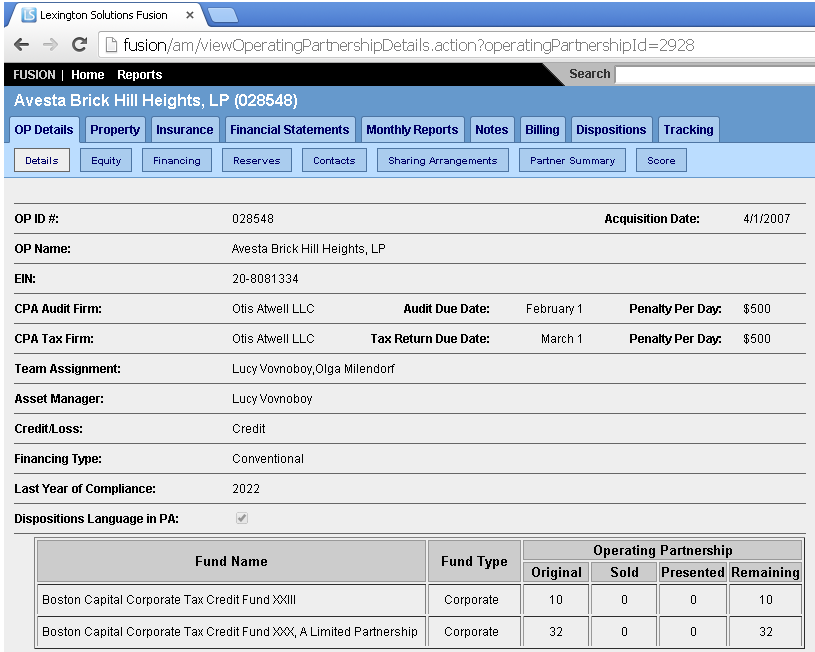 Lexington Solutions Fusion ×
fusion/am/viewOperatingPartnershipDetails.action?operatingPartnershipId=2928
FUSION | Home Reports Search
Avesta Brick Hill Heights, LP (028548)
OP Details Property Insurance Financial Statements Monthly Reports Notes Billing Dispositions Tracking
Details Equity Financing Reserves Contacts Sharing Arrangements Partner Summary Score
OP ID #: 028548 Acquisition Date: 4/1/2007
OP Name: Avesta Brick Hill Heights, LP
EIN: 20-8081334
CPA Audit Firm: Otis Atwell LLC Audit Due Date: February 1 Penalty Per Day: $500
CPA Tax Firm: Otis Atwell LLC Tax Return Due Date: March 1 Penalty Per Day: $500
Team Assignment: Lucy Vovnoboy,Olga Milendorf
Asset Manager: Lucy Vovnoboy
Credit/Loss: Credit
Financing Type: Conventional
Last Year of Compliance: 2022
Dispositions Language in PA:
Fund Name Fund Type Operating Partnership
Original Sold Presented Remaining
Boston Capital Corporate Tax Credit Fund XXIII Corporate 10 0 0 10
Boston Capital Corporate Tax Credit Fund XXX, A Limited Partnership Corporate 32 0 0 32